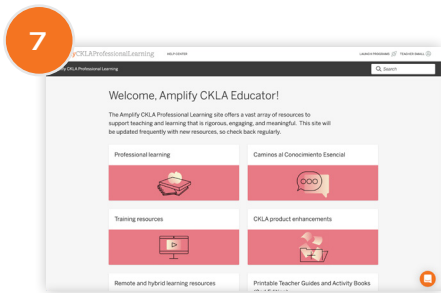 7
yCKLAProfessionalLearning
HELP CENTER
LAUNCH PROGRAMS
TEACHER EMAIL
y CKLA Professional Learning
Search
Welcome, Amplify CKLA Educator!
The Amplify CKLA Professional Learning site offers a vast array of resources to
support teaching and learning that is rigorous, engaging, and meaningful. This site will
be updated frequently with new resources, so check back regularly.
Professional learning
Caminos al Conocimiento Esencial
Training resources
CKLA product enhancements
Remote and hybrid learning resources
Printable Teacher Guides and Activity Books